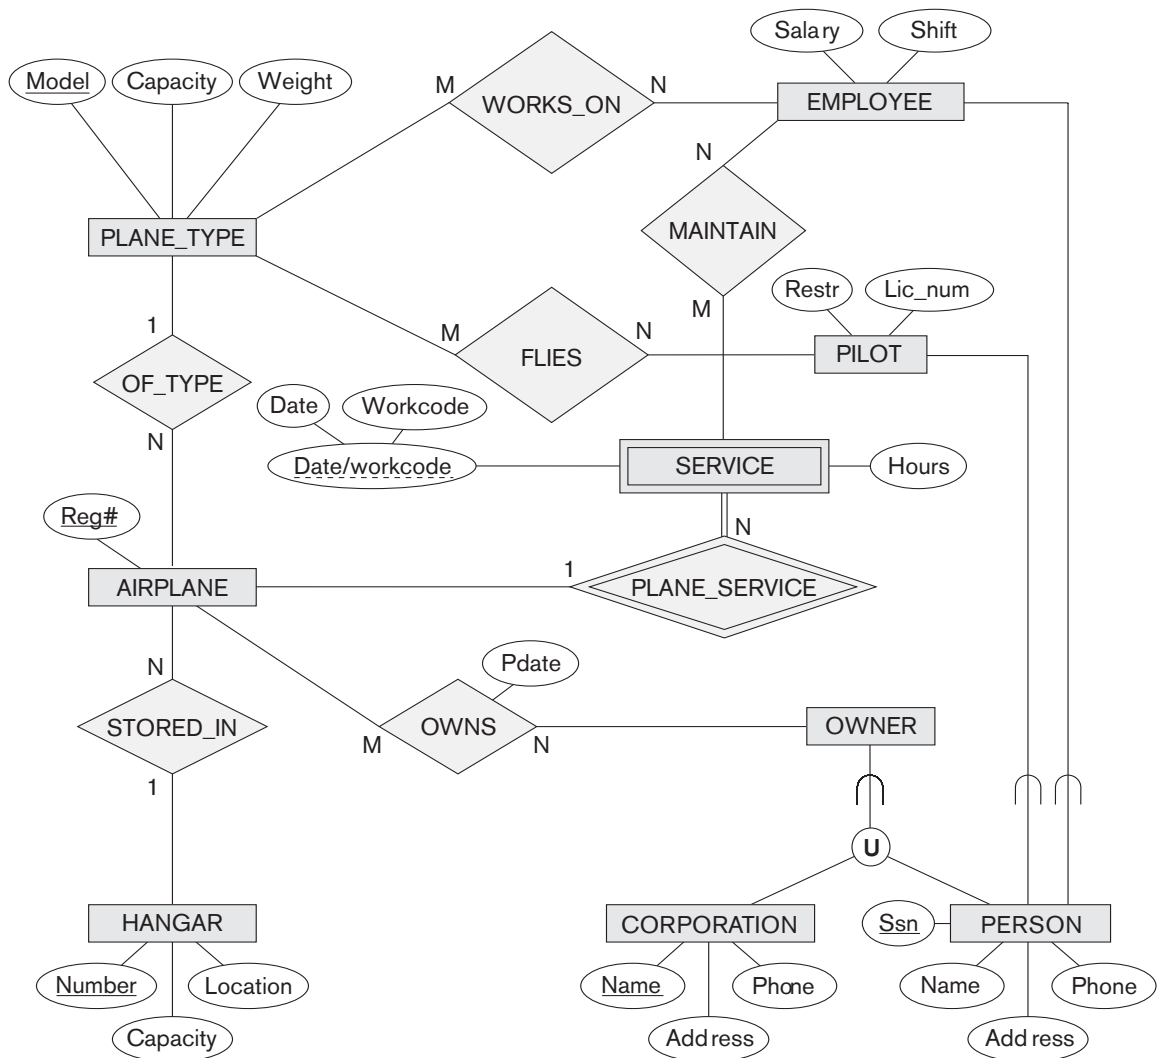 Salary
Shift
Model
Capacity
Weight
M
WORKS_ON
N
EMPLOYEE
N
MAINTAIN
PLANE_TYPE
M
Restr
Lic_num
1
M
FLIES
N
PILOT
OF_TYPE
Date
Workcode
N
Date/workcode
SERVICE
Hours
Reg#
N
AIRPLANE
1
PLANE_SERVICE
Pdate
N
STORED_IN
M
OWNS
N
OWNER
1
U
HANGAR
CORPORATION
Ssn
PERSON
Number
Location
Name
Phone
Name
Phone
Capacity
Address
Address